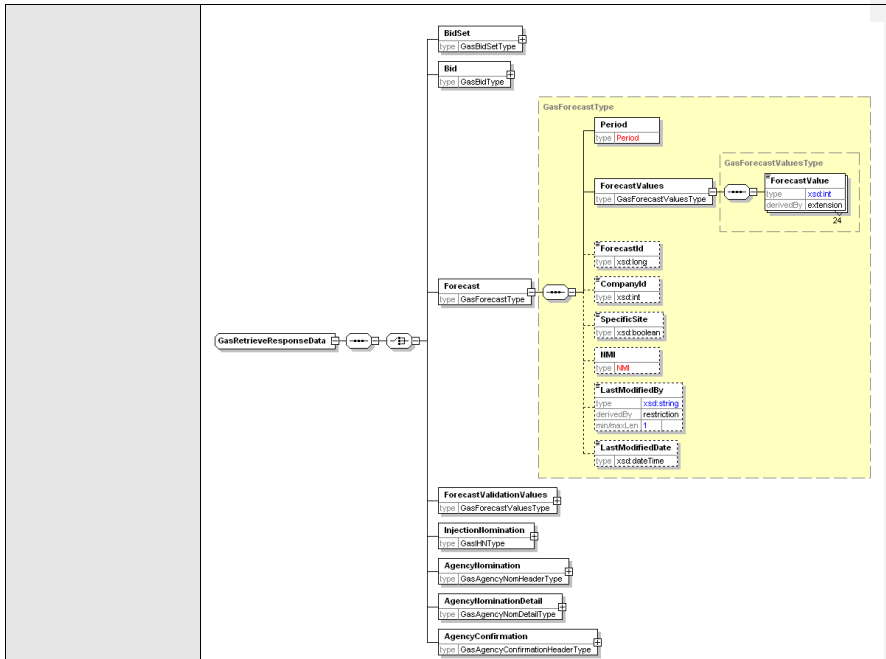 BidSet
type GasBidSetType
Bid
type GasBidType
GasForecastType
Period
type Period
GasForecastValuesType
ForecastValues
type GasForecastValuesType
ForecastValue
type xsd:int
derivedBy extension
24
ForecastId
type xsd:long
CompanyId
type xsd:int
Forecast
type GasForecastType
SpecificSite
type xsd:boolean
GasRetrieveResponseData
NMI
type NMI
LastModifiedBy
type xsd:string
derivedBy restriction
min/maxLen 1
LastModifiedDate
type xsd:dateTime
ForecastValidationValues
type GasForecastValuesType
InjectionNomination
type GasIHNType
AgencyNomination
type GasAgencyNomHeaderType
AgencyNominationDetail
type GasAgencyNomDetailType
AgencyConfirmation
type GasAgencyConfirmationHeaderType